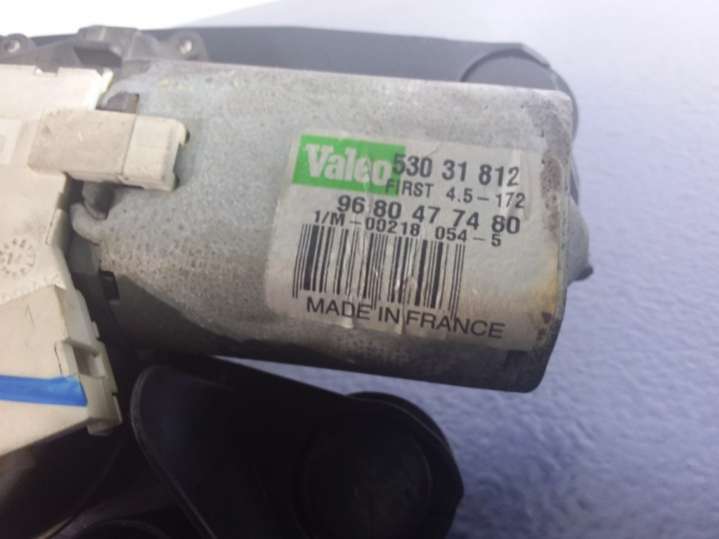 Valeo 530 31 812
FIRST 4.5-172
96 80 47 74 80
1/M-00218 054-5
MADE IN FRANCE